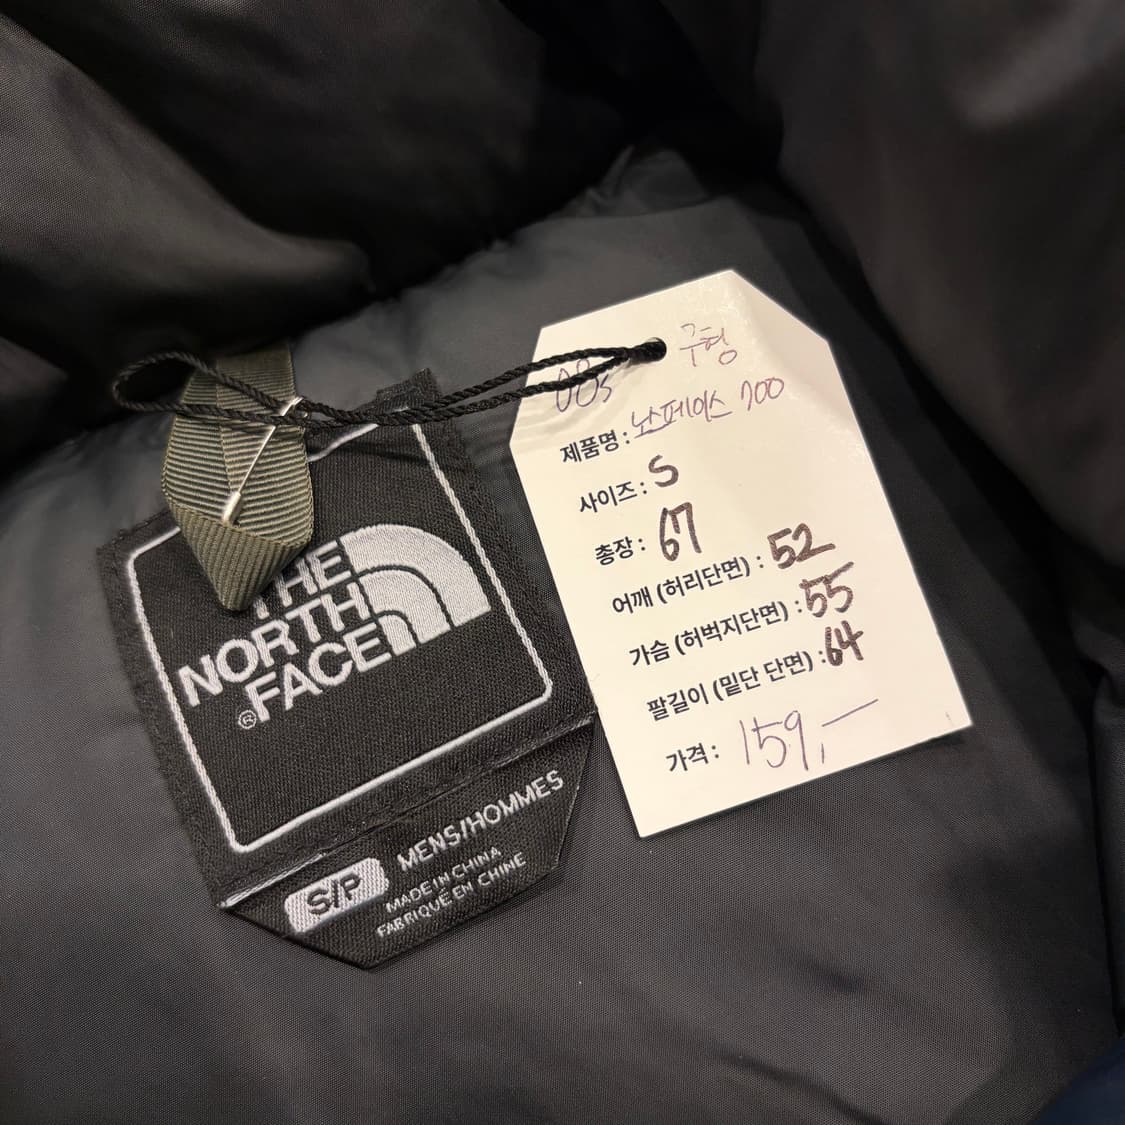 THE
NORTH
FACE
®
S/P MENS/HOMMES
MADE IN CHINA
FABRIQUÉ EN CHINE
08s 구형
제품명 : 노스페이스 700
사이즈 : S
총장 : 67
어깨 (허리단면) : 52
가슴 (허벅지단면) : 55
팔길이 (밑단 단면) : 64
가격 : 159,—